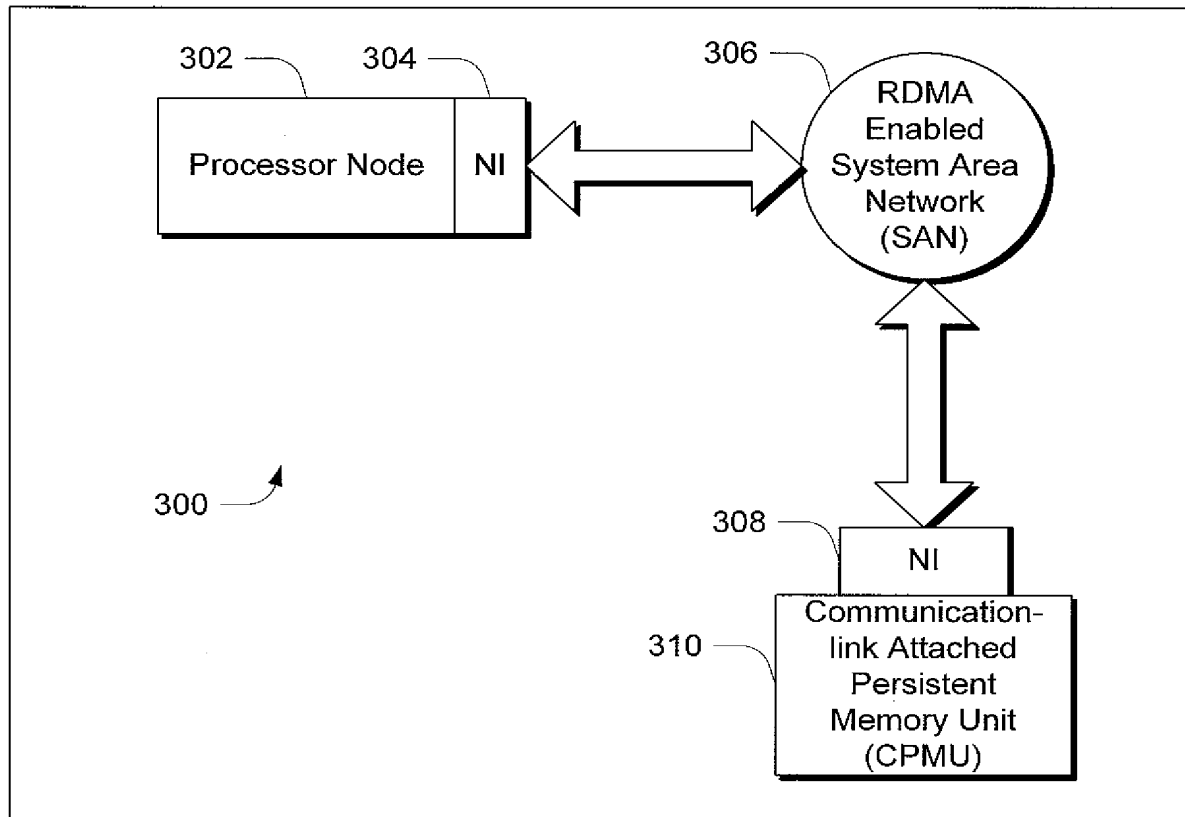 302
304
306
Processor Node
NI
RDMA
Enabled
System Area
Network
(SAN)
300
308
NI
310
Communication-
link Attached
Persistent
Memory Unit
(CPMU)